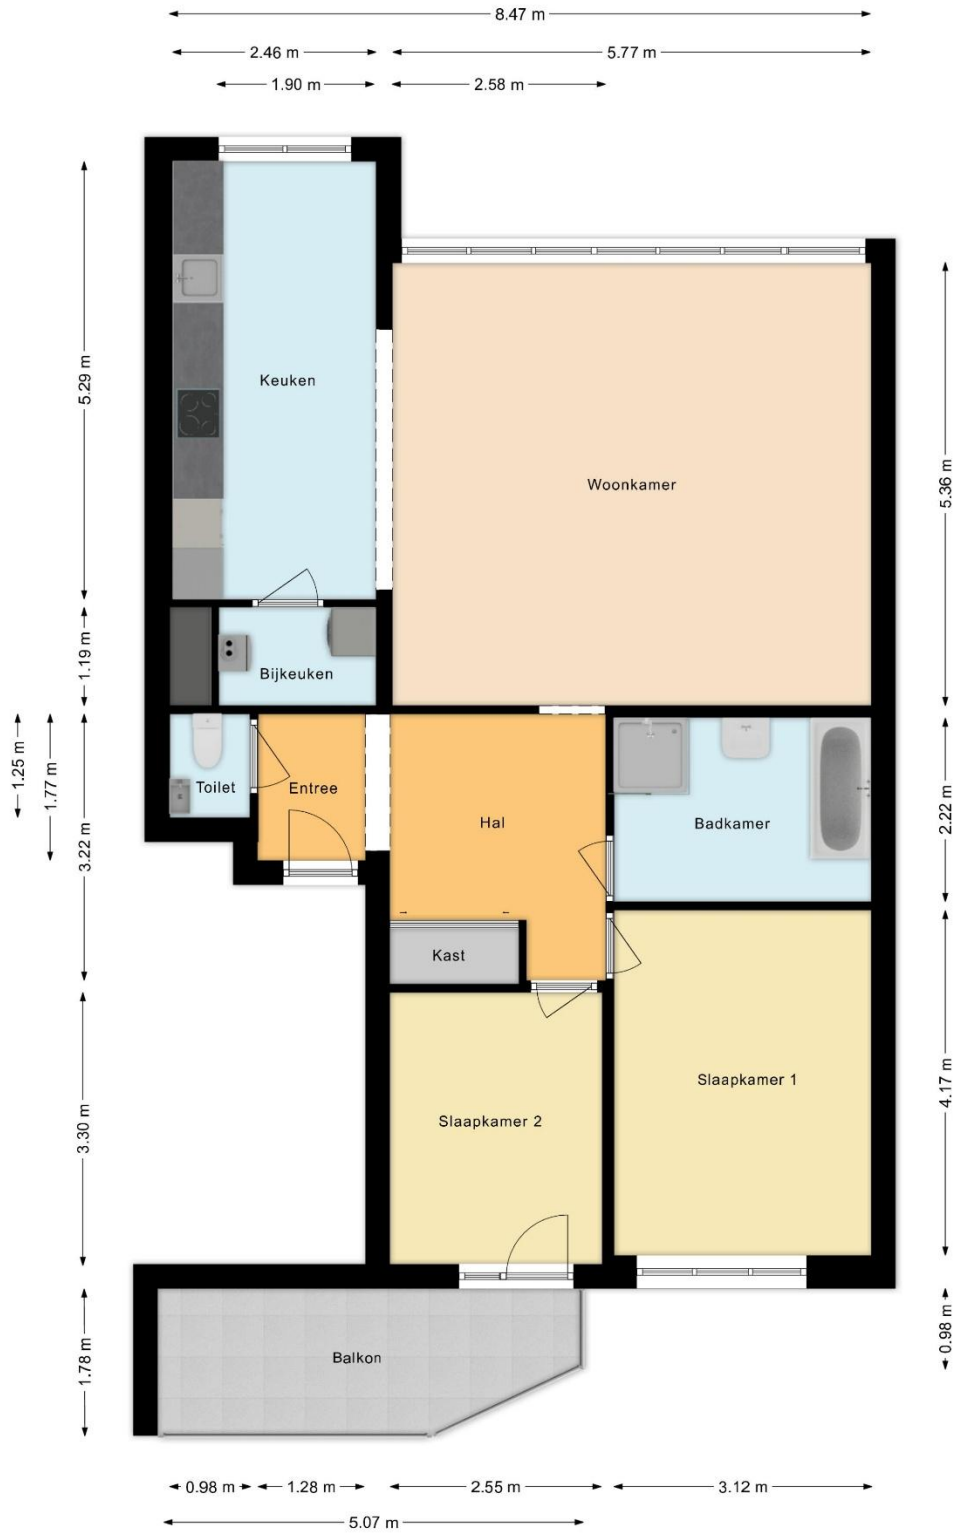 8.47 m
2.46 m
5.77 m
1.90 m
2.58 m
5.29 m
Keuken
Woonkamer
5.36 m
1.19 m
Bijkeuken
1.25 m
1.77 m
3.22 m
Toilet
Entree
Hal
Badkamer
2.22 m
Kast
3.30 m
Slaapkamer 2
Slaapkamer 1
4.17 m
1.78 m
Balkon
0.98 m
0.98 m
1.28 m
2.55 m
3.12 m
5.07 m